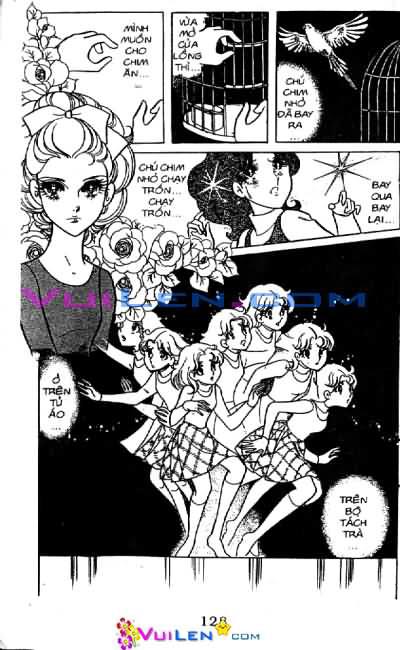 MÌNH
MUỐN
CHO
CHIM
ĂN...
...
VỪA
MỞ
CỬA
LỒNG
THÌ...
CHÚ
CHIM
NHỎ
ĐÃ BAY
RA
...
CHÚ CHIM
NHỎ CHẠY
TRỐN...
CHẠY
TRỐN...
BAY
QUA
BAY
LẠI...
VUILEN.COM
Ở
TRÊN
TỦ
ÁO
...
TRÊN
BỘ
TÁCH
TRÀ
...
128
VUILEN.COM